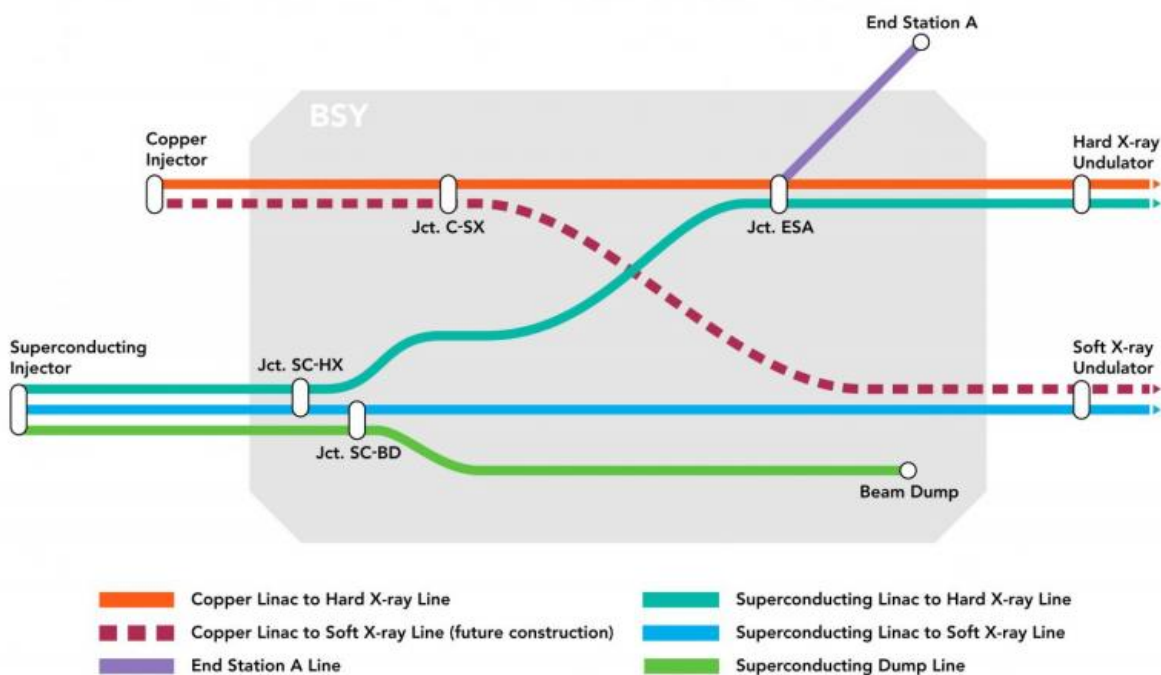 End Station A
BSY
Copper
Injector
Hard X-ray
Undulator
Jct. C-SX
Jct. ESA
Superconducting
Injector
Jct. SC-HX
Soft X-ray
Undulator
Jct. SC-BD
Beam Dump
Copper Linac to Hard X-ray Line
Superconducting Linac to Hard X-ray Line
Copper Linac to Soft X-ray Line (future construction)
Superconducting Linac to Soft X-ray Line
End Station A Line
Superconducting Dump Line